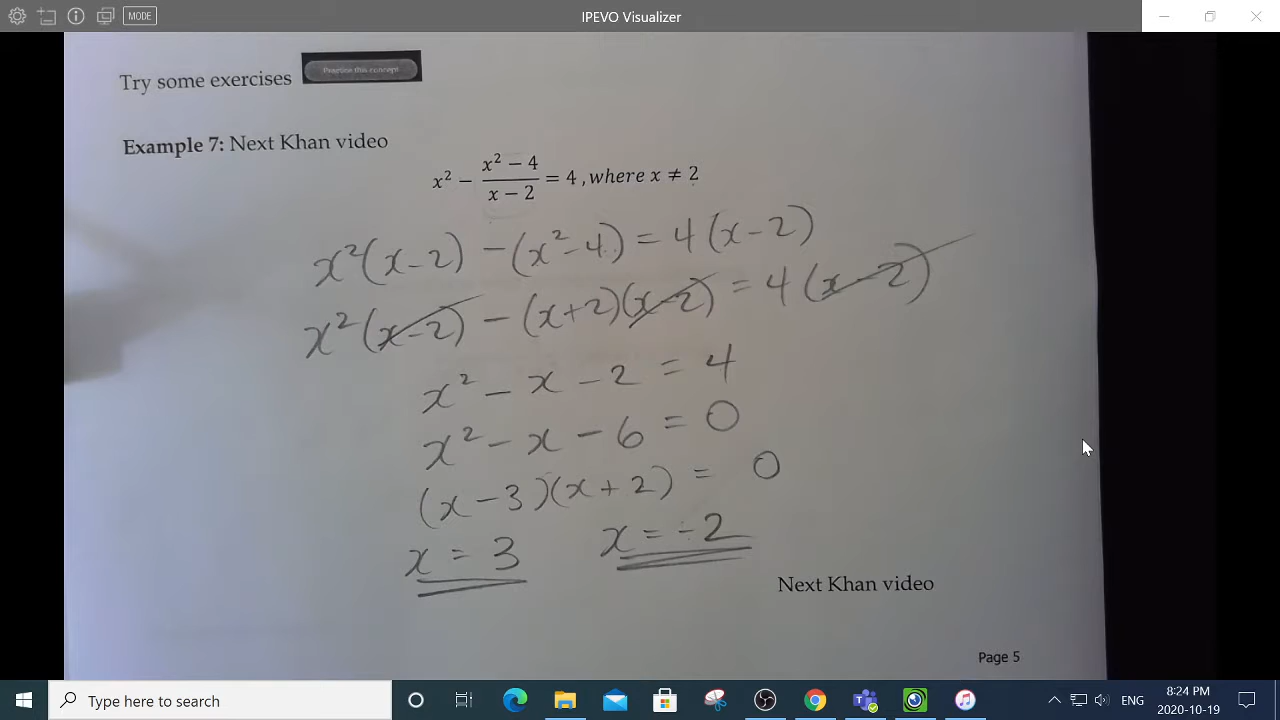 IPEVO Visualizer
MODE
Try some exercises Practise this concept
Example 7: Next Khan video
x² − (x² − 4)/(x − 2) = 4 , where x ≠ 2
x²(x−2) − (x²−4) = 4(x−2)
x²(x−2) − (x+2)(x−2) = 4(x−2)
x² − x − 2 = 4
x² − x − 6 = 0
(x−3)(x+2) = 0
x = 3 x = −2
Next Khan video
Page 5
Type here to search
ENG
8:24 PM
2020-10-19